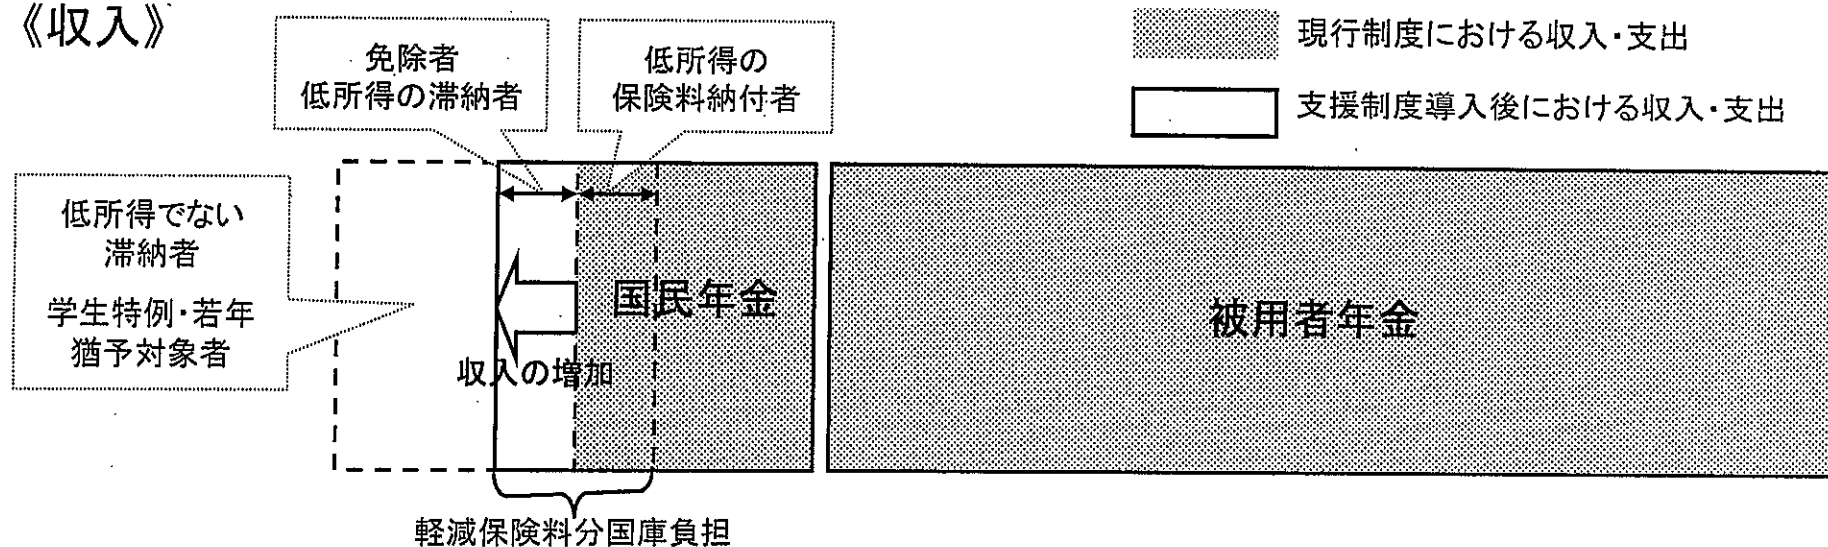 《収入》
現行制度における収入・支出
支援制度導入後における収入・支出
免除者
低所得の滞納者
低所得の
保険料納付者
低所得でない
滞納者
学生特例・若年
猶予対象者
国民年金
被用者年金
収入の増加
軽減保険料分国庫負担